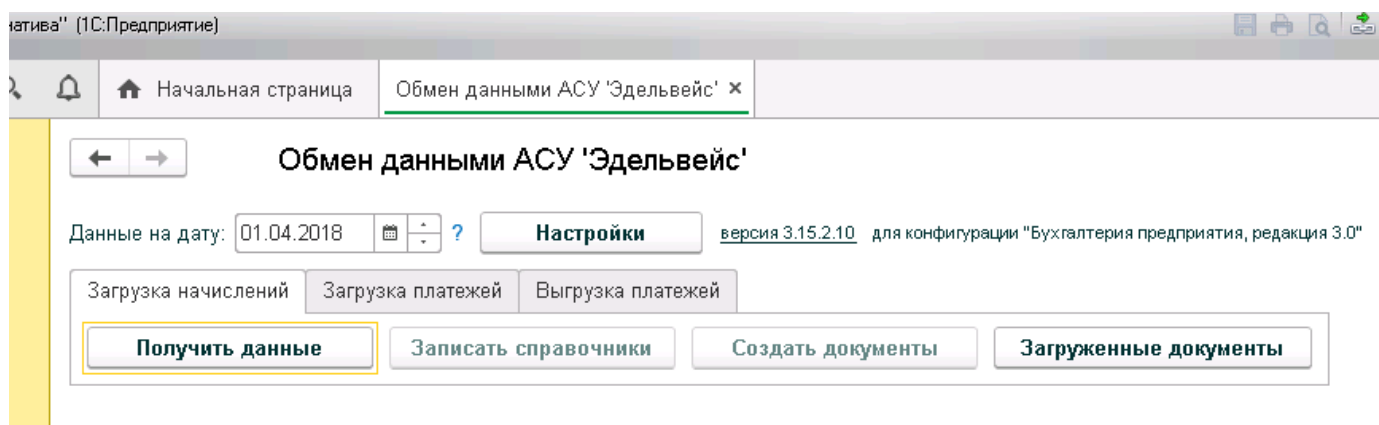 натива" (1С:Предприятие)
Начальная страница
Обмен данными АСУ 'Эдельвейс' ×
Обмен данными АСУ 'Эдельвейс'
Данные на дату: 01.04.2018 ? Настройки версия 3.15.2.10 для конфигурации "Бухгалтерия предприятия, редакция 3.0"
Загрузка начислений Загрузка платежей Выгрузка платежей
Получить данные Записать справочники Создать документы Загруженные документы